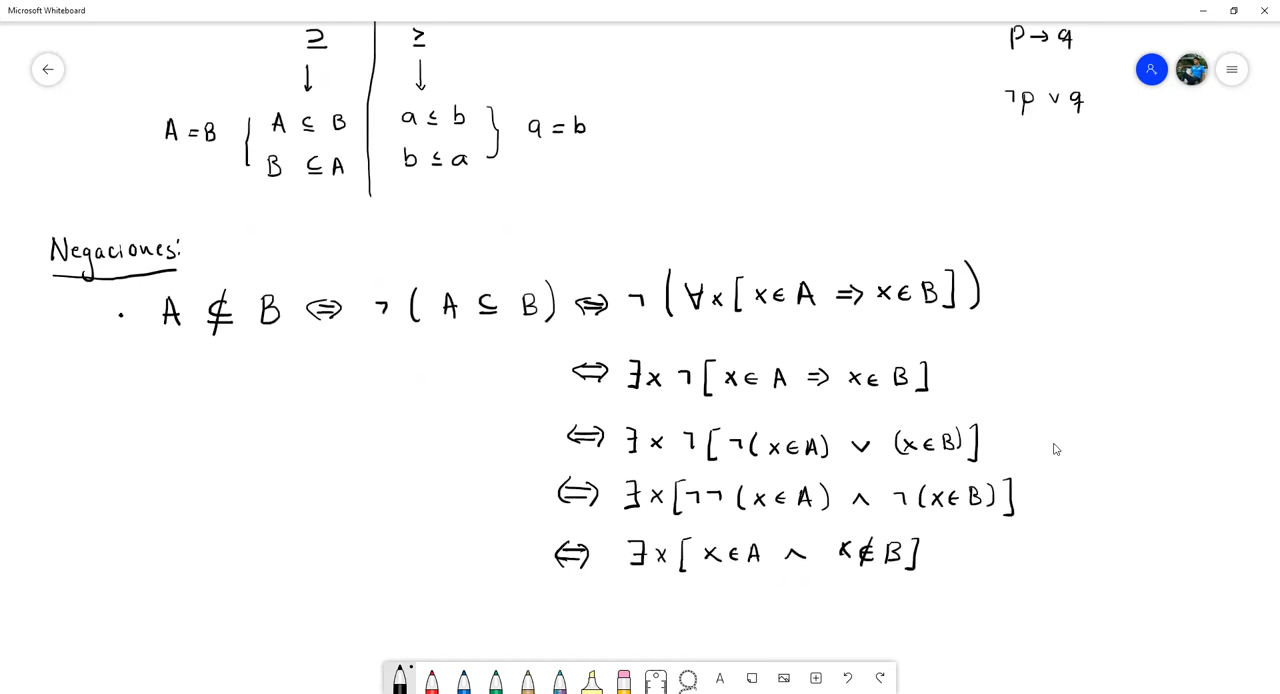 Microsoft Whiteboard
⊇ ≥
p → q
↓ ↓
¬p ∨ q
A = B { A ⊆ B a ≤ b } a = b
B ⊆ A b ≤ a
Negaciones:
· A ⊈ B ⇔ ¬ ( A ⊆ B ) ⇔ ¬ ( ∀x [ x ∈ A ⇒ x ∈ B ] )
⇔ ∃x ¬ [ x ∈ A ⇒ x ∈ B ]
⇔ ∃x ¬ [ ¬ ( x ∈ A ) ∨ ( x ∈ B ) ]
⇔ ∃x [ ¬¬ ( x ∈ A ) ∧ ¬ ( x ∈ B ) ]
⇔ ∃x [ x ∈ A ∧ x ∉ B ]
A